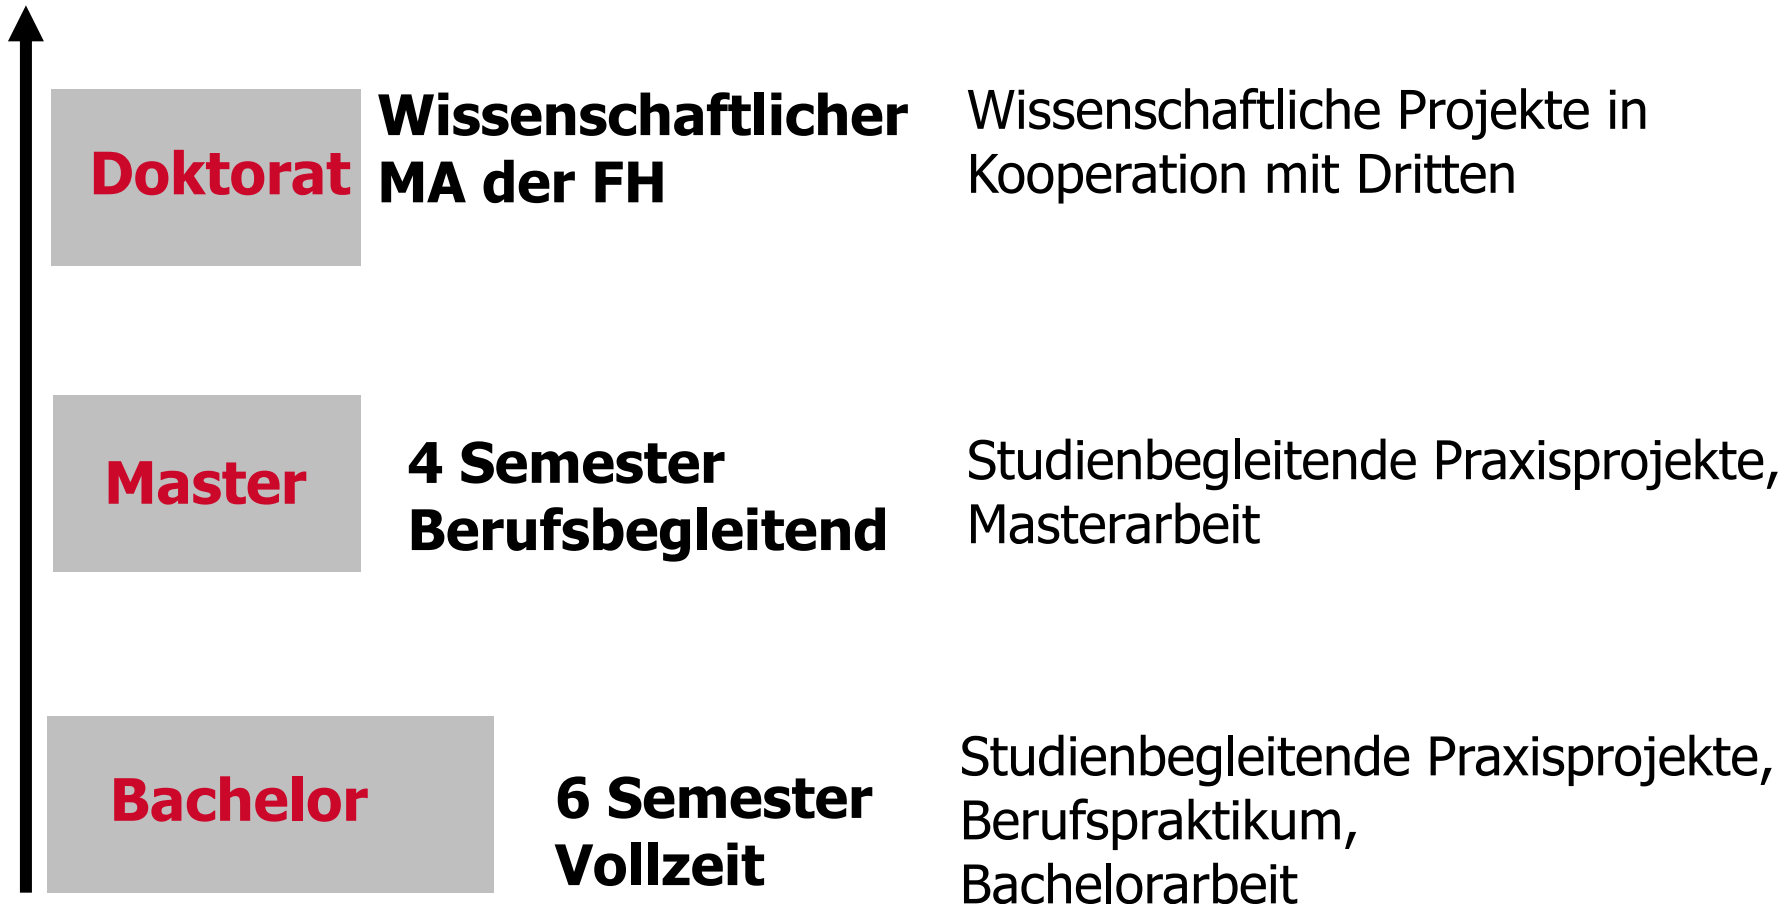 Doktorat
Wissenschaftlicher
MA der FH
Wissenschaftliche Projekte in
Kooperation mit Dritten
Master
4 Semester
Berufsbegleitend
Studienbegleitende Praxisprojekte,
Masterarbeit
Bachelor
6 Semester
Vollzeit
Studienbegleitende Praxisprojekte,
Berufspraktikum,
Bachelorarbeit